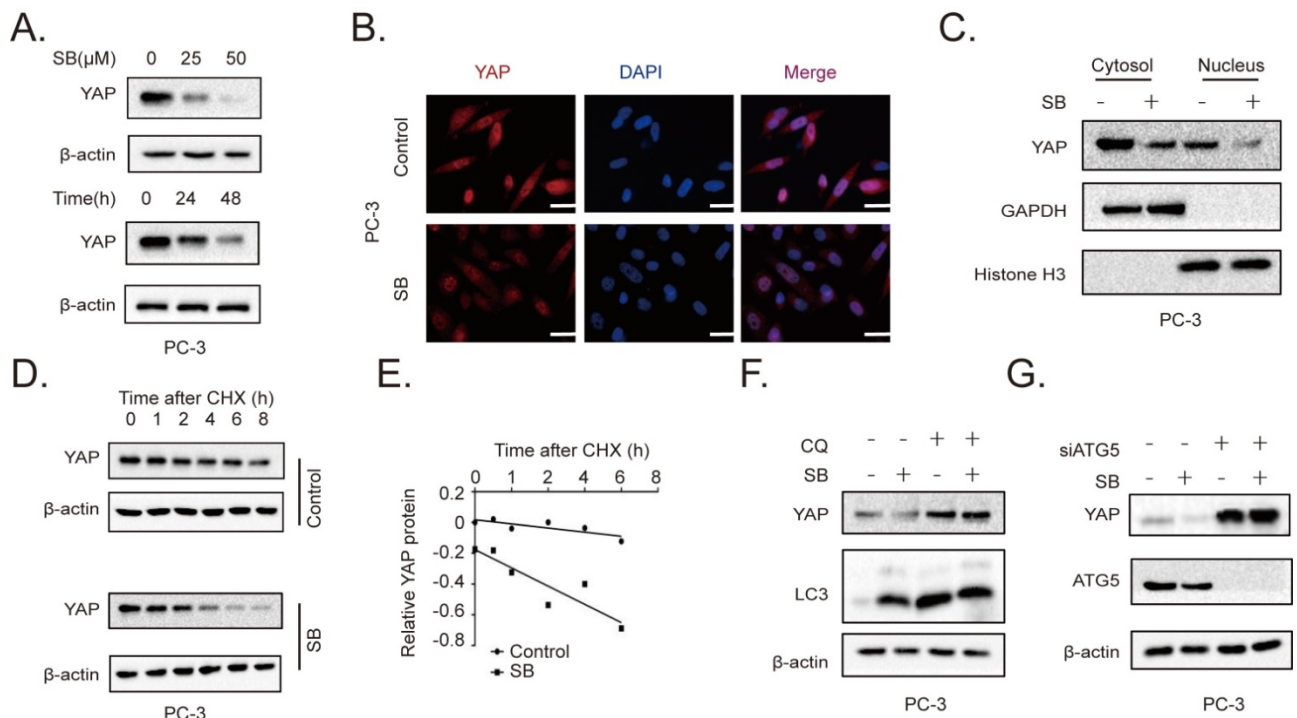 A.
SB(μM) 0 25 50
YAP
β-actin
Time(h) 0 24 48
YAP
β-actin
PC-3
B.
YAP DAPI Merge
Control
PC-3
SB
C.
Cytosol Nucleus
SB - + - +
YAP
GAPDH
Histone H3
PC-3
D.
Time after CHX (h)
0 1 2 4 6 8
YAP
β-actin
Control
YAP
β-actin
SB
PC-3
E.
Time after CHX (h)
0 1 2 4 6 8
0.2
0
-0.2
-0.4
-0.6
-0.8
Relative YAP protein
Control
SB
F.
CQ - - + +
SB - + - +
YAP
LC3
β-actin
PC-3
G.
siATG5 - - + +
SB - + - +
YAP
ATG5
β-actin
PC-3